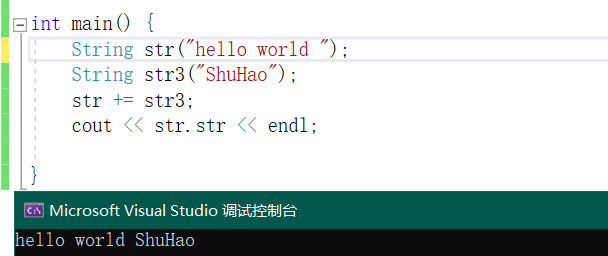 int main() {
String str("hello world ");
String str3("ShuHao");
str += str3;
cout << str.str << endl;
}
C:\ Microsoft Visual Studio 调试控制台
hello world ShuHao